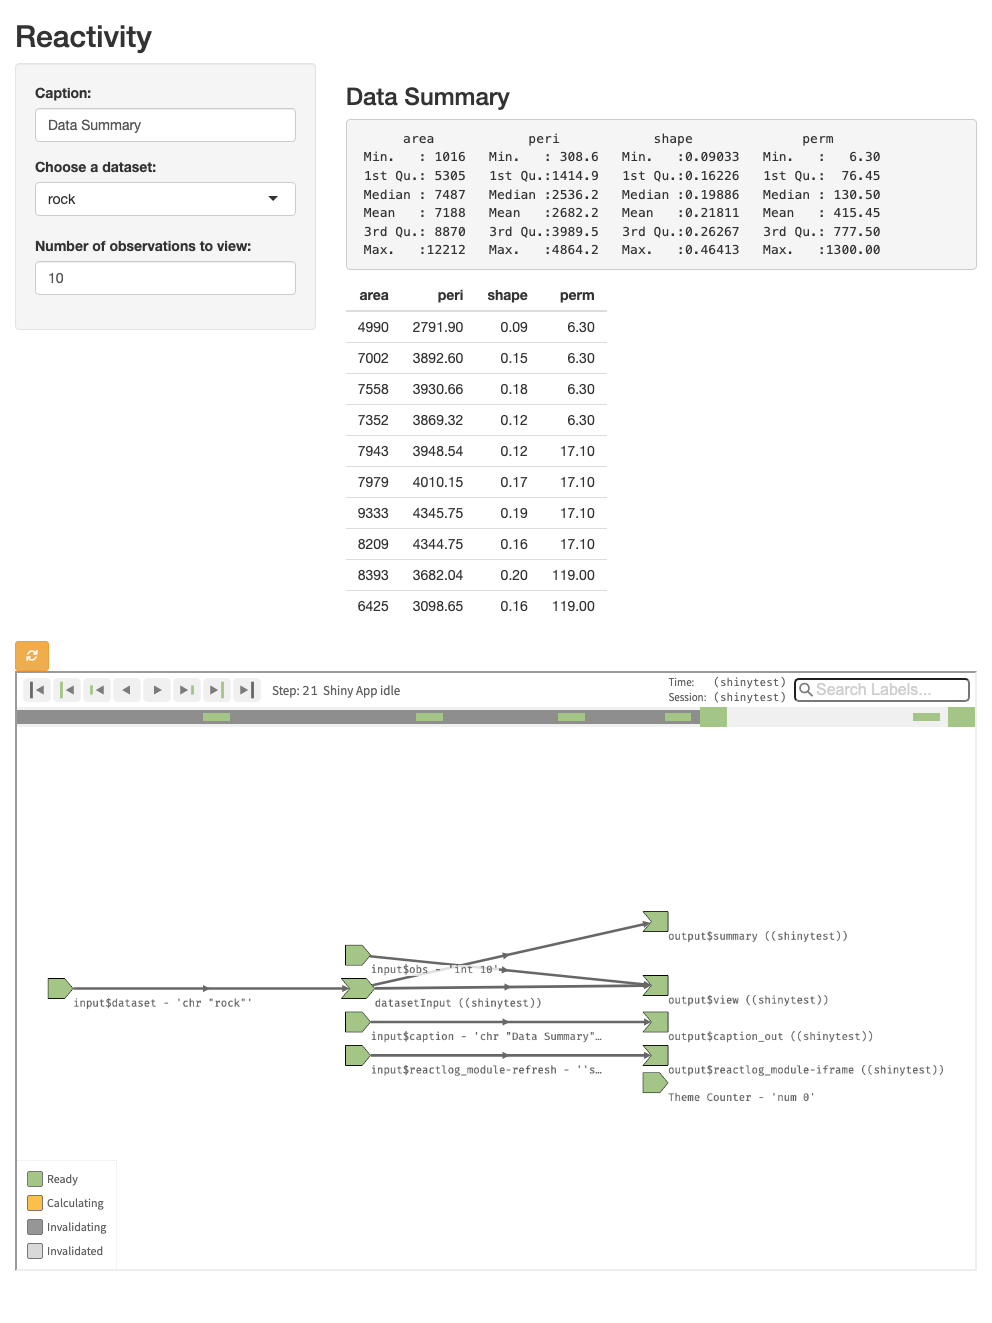 Reactivity
Caption:
Data Summary
Choose a dataset:
rock
Number of observations to view:
10
Data Summary
area peri shape perm
Min. : 1016 Min. : 308.6 Min. :0.09033 Min. : 6.30
1st Qu.: 5305 1st Qu.:1414.9 1st Qu.:0.16226 1st Qu.: 76.45
Median : 7487 Median :2536.2 Median :0.19886 Median : 130.50
Mean : 7188 Mean :2682.2 Mean :0.21811 Mean : 415.45
3rd Qu.: 8870 3rd Qu.:3989.5 3rd Qu.:0.26267 3rd Qu.: 777.50
Max. :12212 Max. :4864.2 Max. :0.46413 Max. :1300.00
area peri shape perm
4990 2791.90 0.09 6.30
7002 3892.60 0.15 6.30
7558 3930.66 0.18 6.30
7352 3869.32 0.12 6.30
7943 3948.54 0.12 17.10
7979 4010.15 0.17 17.10
9333 4345.75 0.19 17.10
8209 4344.75 0.16 17.10
8393 3682.04 0.20 119.00
6425 3098.65 0.16 119.00
Step: 21 Shiny App idle
Time: (shinytest)
Session: (shinytest)
Search Labels...
output$summary ((shinytest))
input$obs - 'int 10'
input$dataset - 'chr "rock"'
datasetInput ((shinytest))
output$view ((shinytest))
input$caption - 'chr "Data Summary"…
output$caption_out ((shinytest))
input$reactlog_module-refresh - ''s…
output$reactlog_module-iframe ((shinytest))
Theme Counter - 'num 0'
Ready
Calculating
Invalidating
Invalidated